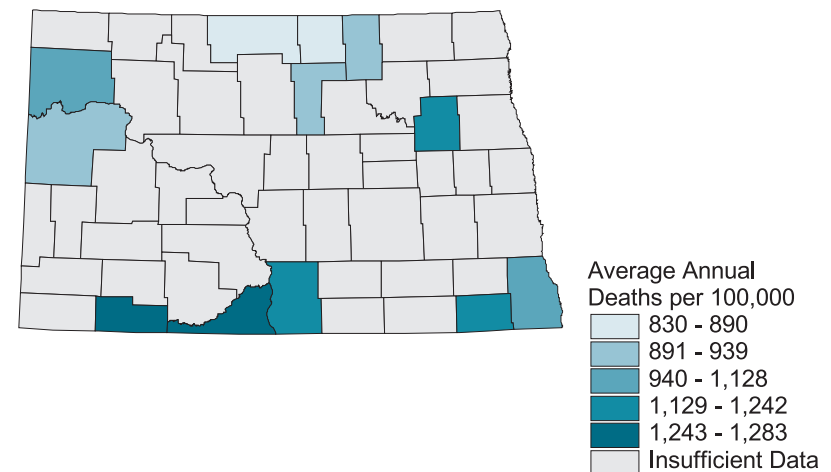 Average Annual
Deaths per 100,000
830 - 890
891 - 939
940 - 1,128
1,129 - 1,242
1,243 - 1,283
Insufficient Data